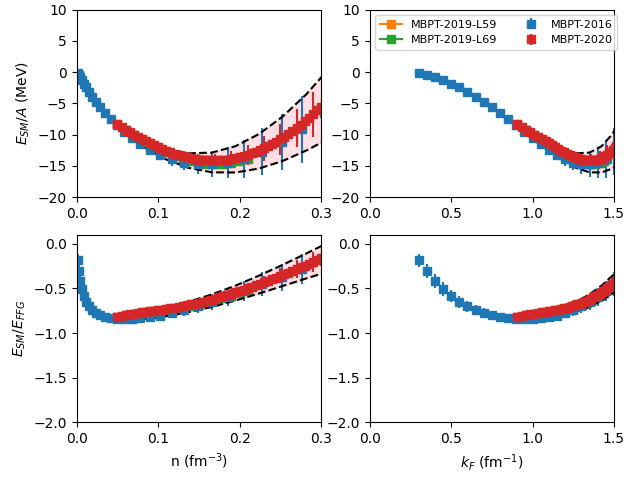 10
5
0
−5
−10
−15
−20
E_SM/A (MeV)
0.0 0.1 0.2 0.3
10
5
0
−5
−10
−15
−20
0.0 0.5 1.0 1.5
MBPT-2019-L59 MBPT-2016
MBPT-2019-L69 MBPT-2020
0.0
−0.5
−1.0
−1.5
−2.0
E_SM/E_FFG
0.0 0.1 0.2 0.3
n (fm⁻³)
0.0
−0.5
−1.0
−1.5
−2.0
0.0 0.5 1.0 1.5
k_F (fm⁻¹)